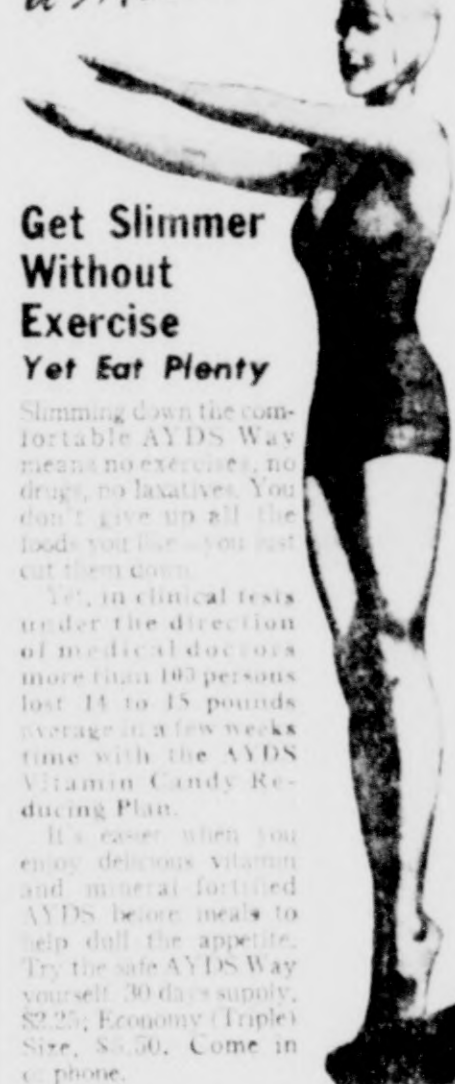 Get Slimmer
Without
Exercise
Yet Eat Plenty
Slimming down the com-
fortable AYDS Way
means no exercises, no
drugs, no laxatives. You
don't give up all the
foods you like—you just
cut them down.
Yet, in clinical tests
under the direction
of medical doctors
more than 100 persons
lost 14 to 15 pounds
average in a few weeks
time with the AYDS
Vitamin Candy Re-
ducing Plan.
It's easier when you
enjoy delicious vitamin
and mineral fortified
AYDS before meals to
help dull the appetite.
Try the safe AYDS Way
yourself. 30 days supply,
$2.25; Economy (Triple)
Size, $5.50. Come in
or phone.